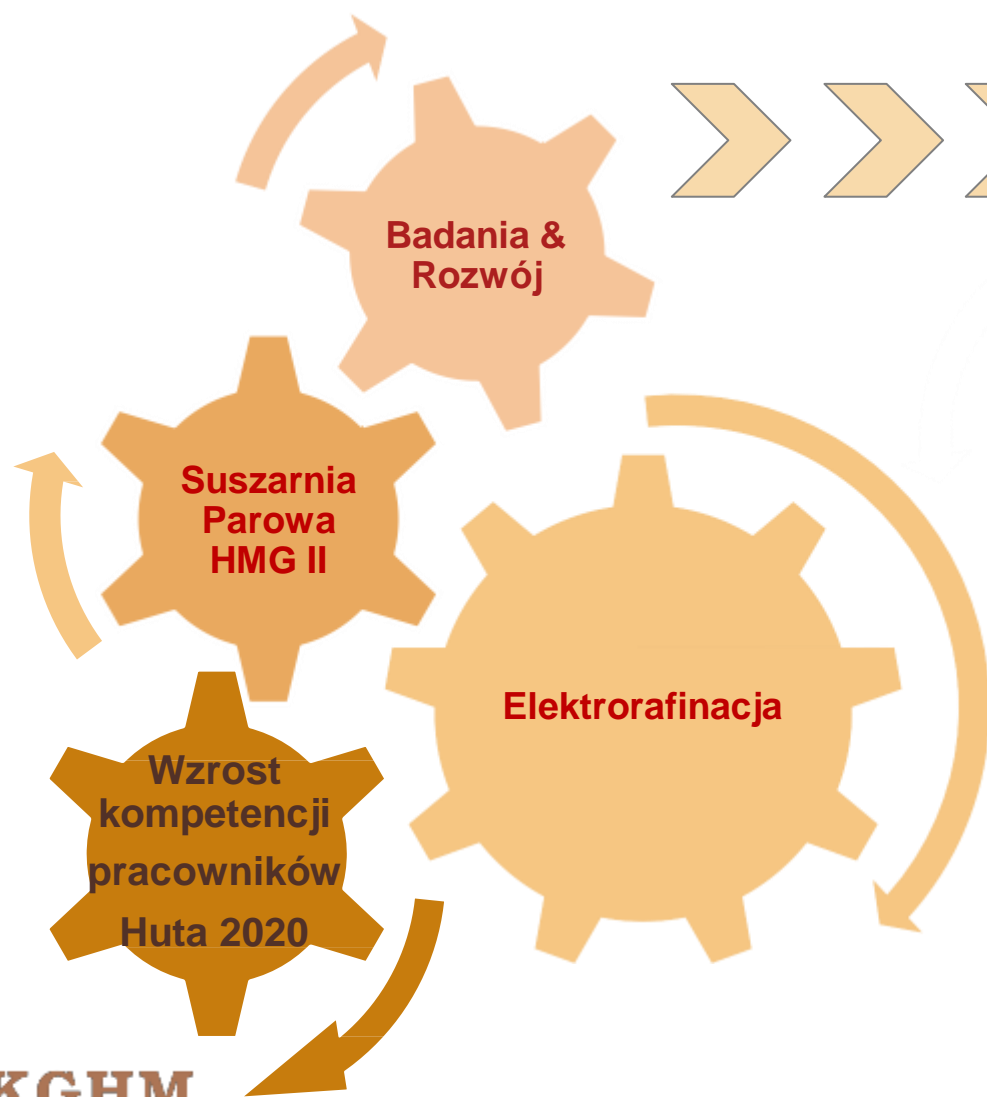 Badania &
Rozwój
Suszarnia
Parowa
HMG II
Elektrorafinacja
Wzrost
kompetencji
pracowników
Huta 2020
KGHM